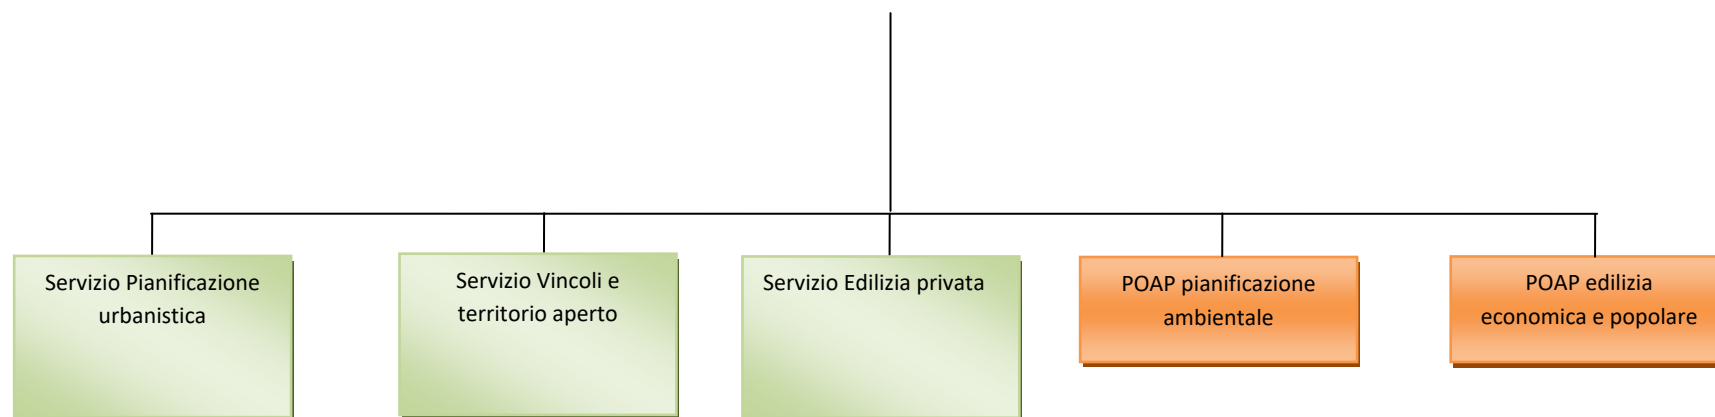 Servizio Pianificazione
urbanistica
Servizio Vincoli e
territorio aperto
Servizio Edilizia privata
POAP pianificazione
ambientale
POAP edilizia
economica e popolare